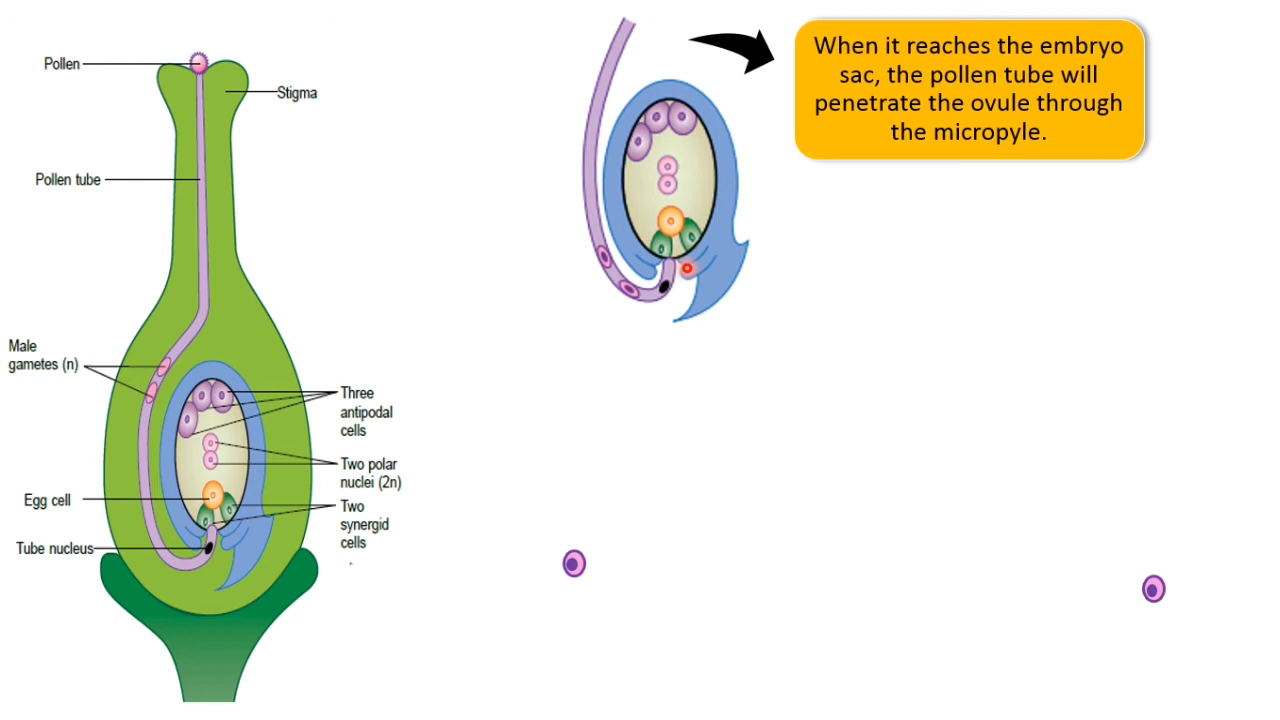 Pollen
Stigma
Pollen tube
Male
gametes (n)
Three
antipodal
cells
Two polar
nuclei (2n)
Egg cell
Two
synergid
cells
Tube nucleus
When it reaches the embryo
sac, the pollen tube will
penetrate the ovule through
the micropyle.